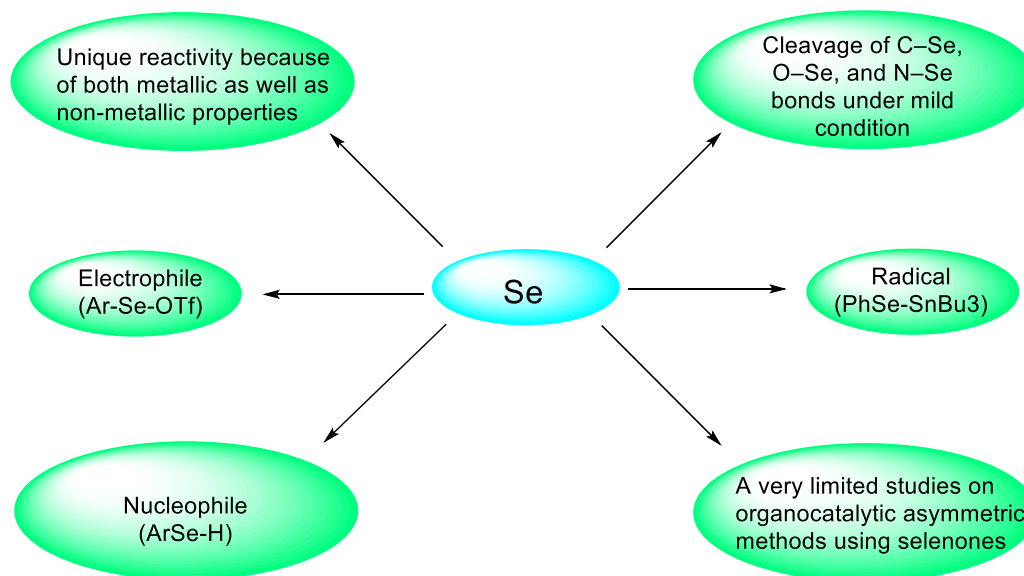 Unique reactivity because
of both metallic as well as
non-metallic properties
Cleavage of C–Se,
O–Se, and N–Se
bonds under mild
condition
Electrophile
(Ar-Se-OTf)
Se
Radical
(PhSe-SnBu3)
Nucleophile
(ArSe-H)
A very limited studies on
organocatalytic asymmetric
methods using selenones